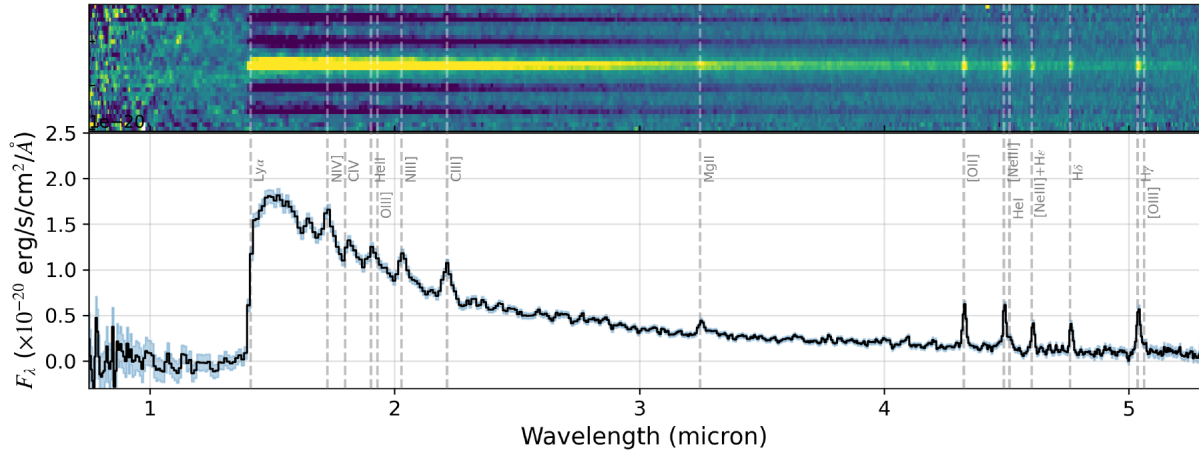 1e−20
2.5
2.0
1.5
1.0
0.5
0.0
F_λ (×10⁻²⁰ erg/s/cm²/Å)
Lyα
NIV]
CIV
HeII
OIII]
NIII]
CIII]
MgII
[OII]
[NeIII]
HeI
[NeIII]+Hε
Hδ
Hγ
[OIII]
1 2 3 4 5
Wavelength (micron)